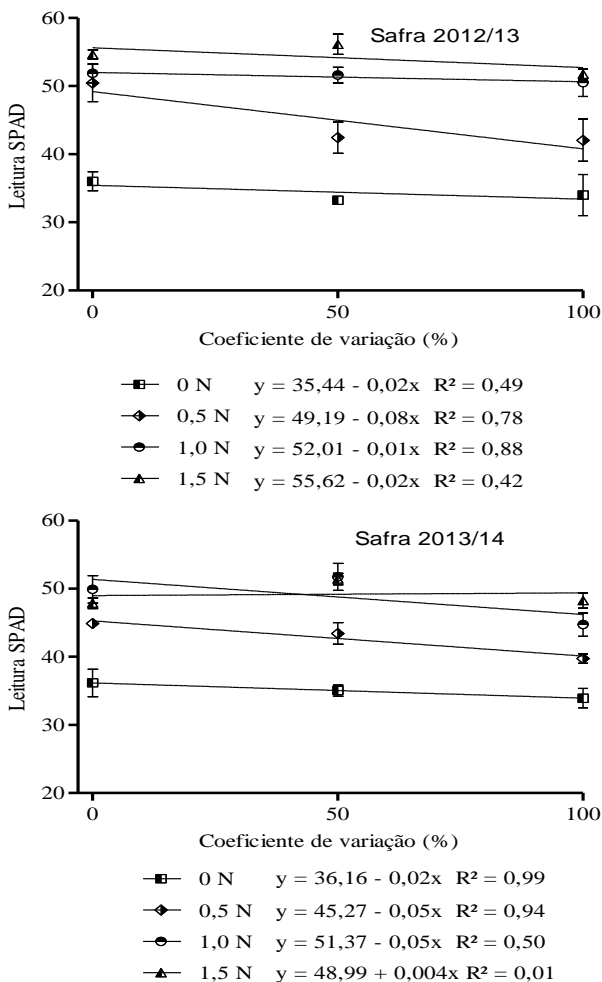 60
Safra 2012/13
50
40
30
20
Leitura SPAD
0 50 100
Coeficiente de variação (%)
0 N y = 35,44 - 0,02x R² = 0,49
0,5 N y = 49,19 - 0,08x R² = 0,78
1,0 N y = 52,01 - 0,01x R² = 0,88
1,5 N y = 55,62 - 0,02x R² = 0,42
60
Safra 2013/14
50
40
30
20
Leitura SPAD
0 50 100
Coeficiente de variação (%)
0 N y = 36,16 - 0,02x R² = 0,99
0,5 N y = 45,27 - 0,05x R² = 0,94
1,0 N y = 51,37 - 0,05x R² = 0,50
1,5 N y = 48,99 + 0,004x R² = 0,01